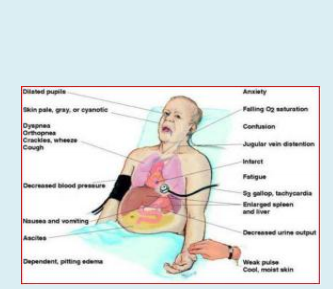 Dilated pupils
Skin pale, gray, or cyanotic
Dyspnea
Orthopnea
Crackles, wheeze
Cough
Decreased blood pressure
Nausea and vomiting
Ascites
Dependent, pitting edema
Anxiety
Falling O2 saturation
Confusion
Jugular vein distention
Infarct
Fatigue
S3 gallop, tachycardia
Enlarged spleen
and liver
Decreased urine output
Weak pulse
Cool, moist skin